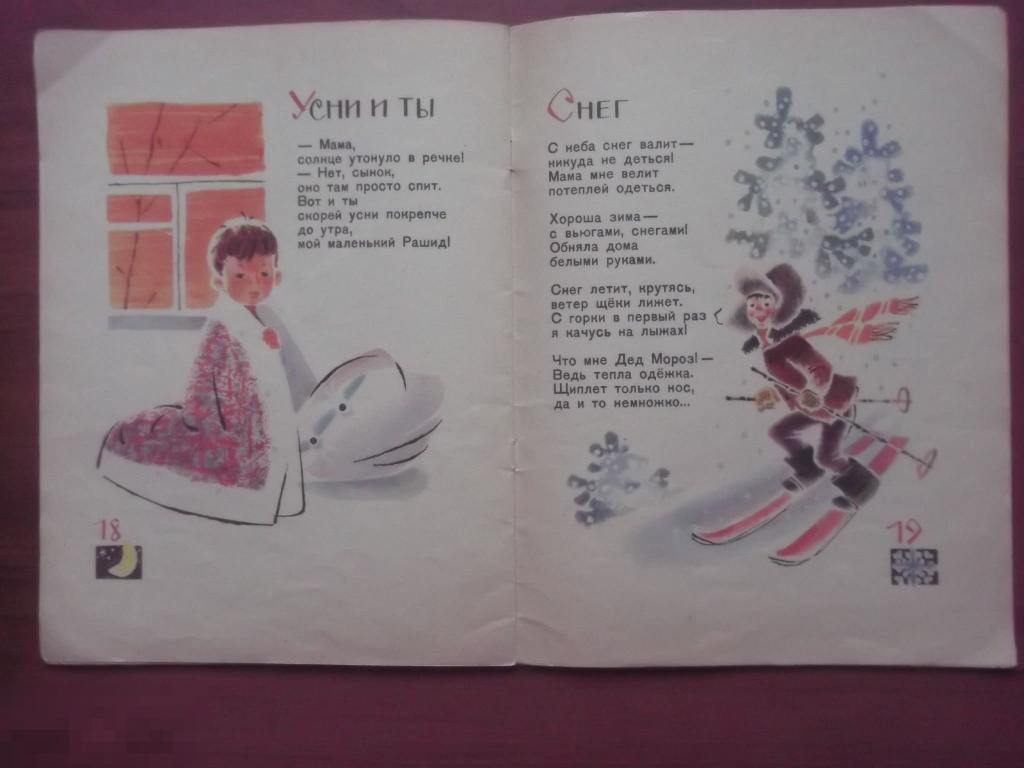 Усни и ты
— Мама,
солнце утонуло в речке!
— Нет, сынок,
оно там просто спит.
Вот и ты
скорей усни покрепче
до утра,
мой маленький Рашид!
18
Снег
С неба снег валит —
никуда не деться!
Мама мне велит
потеплей одеться.
Хороша зима —
с вьюгами, снегами!
Обняла дома
белыми руками.
Снег летит, крутясь,
ветер щёки лижет.
С горки в первый раз
я качусь на лыжах!
Что мне Дед Мороз! —
Ведь тепла одёжка.
Щиплет только нос,
да и то немножко...
19